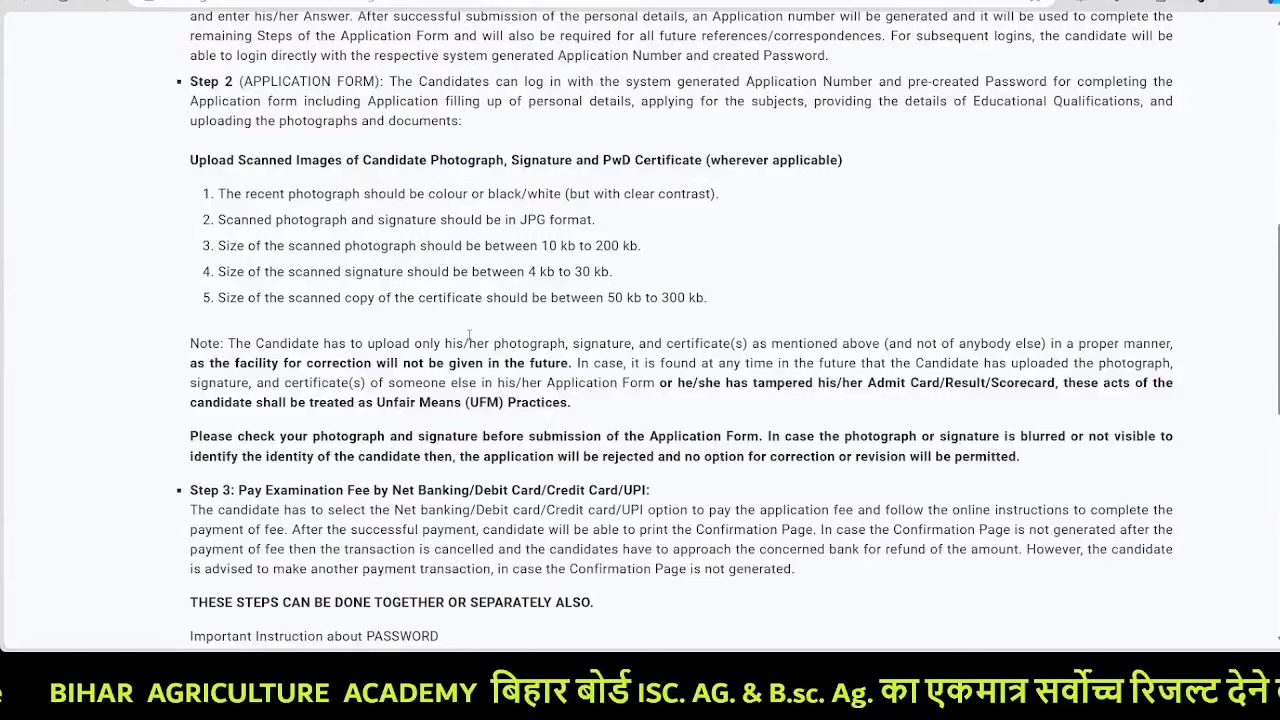 and enter his/her Answer. After successful submission of the personal details, an Application number will be generated and it will be used to complete the
remaining Steps of the Application Form and will also be required for all future references/correspondences. For subsequent logins, the candidate will be
able to login directly with the respective system generated Application Number and created Password.
▪ Step 2 (APPLICATION FORM): The Candidates can log in with the system generated Application Number and pre-created Password for completing the
Application form including Application filling up of personal details, applying for the subjects, providing the details of Educational Qualifications, and
uploading the photographs and documents:
Upload Scanned Images of Candidate Photograph, Signature and PwD Certificate (wherever applicable)
1. The recent photograph should be colour or black/white (but with clear contrast).
2. Scanned photograph and signature should be in JPG format.
3. Size of the scanned photograph should be between 10 kb to 200 kb.
4. Size of the scanned signature should be between 4 kb to 30 kb.
5. Size of the scanned copy of the certificate should be between 50 kb to 300 kb.
Note: The Candidate has to upload only his/her photograph, signature, and certificate(s) as mentioned above (and not of anybody else) in a proper manner,
as the facility for correction will not be given in the future. In case, it is found at any time in the future that the Candidate has uploaded the photograph,
signature, and certificate(s) of someone else in his/her Application Form or he/she has tampered his/her Admit Card/Result/Scorecard, these acts of the
candidate shall be treated as Unfair Means (UFM) Practices.
Please check your photograph and signature before submission of the Application Form. In case the photograph or signature is blurred or not visible to
identify the identity of the candidate then, the application will be rejected and no option for correction or revision will be permitted.
▪ Step 3: Pay Examination Fee by Net Banking/Debit Card/Credit Card/UPI:
The candidate has to select the Net banking/Debit card/Credit card/UPI option to pay the application fee and follow the online instructions to complete the
payment of fee. After the successful payment, candidate will be able to print the Confirmation Page. In case the Confirmation Page is not generated after the
payment of fee then the transaction is cancelled and the candidates have to approach the concerned bank for refund of the amount. However, the candidate
is advised to make another payment transaction, in case the Confirmation Page is not generated.
THESE STEPS CAN BE DONE TOGETHER OR SEPARATELY ALSO.
Important Instruction about PASSWORD
BIHAR AGRICULTURE ACADEMY बिहार बोर्ड ISC. AG. & B.sc. Ag. का एकमात्र सर्वोच्च रिजल्ट देने